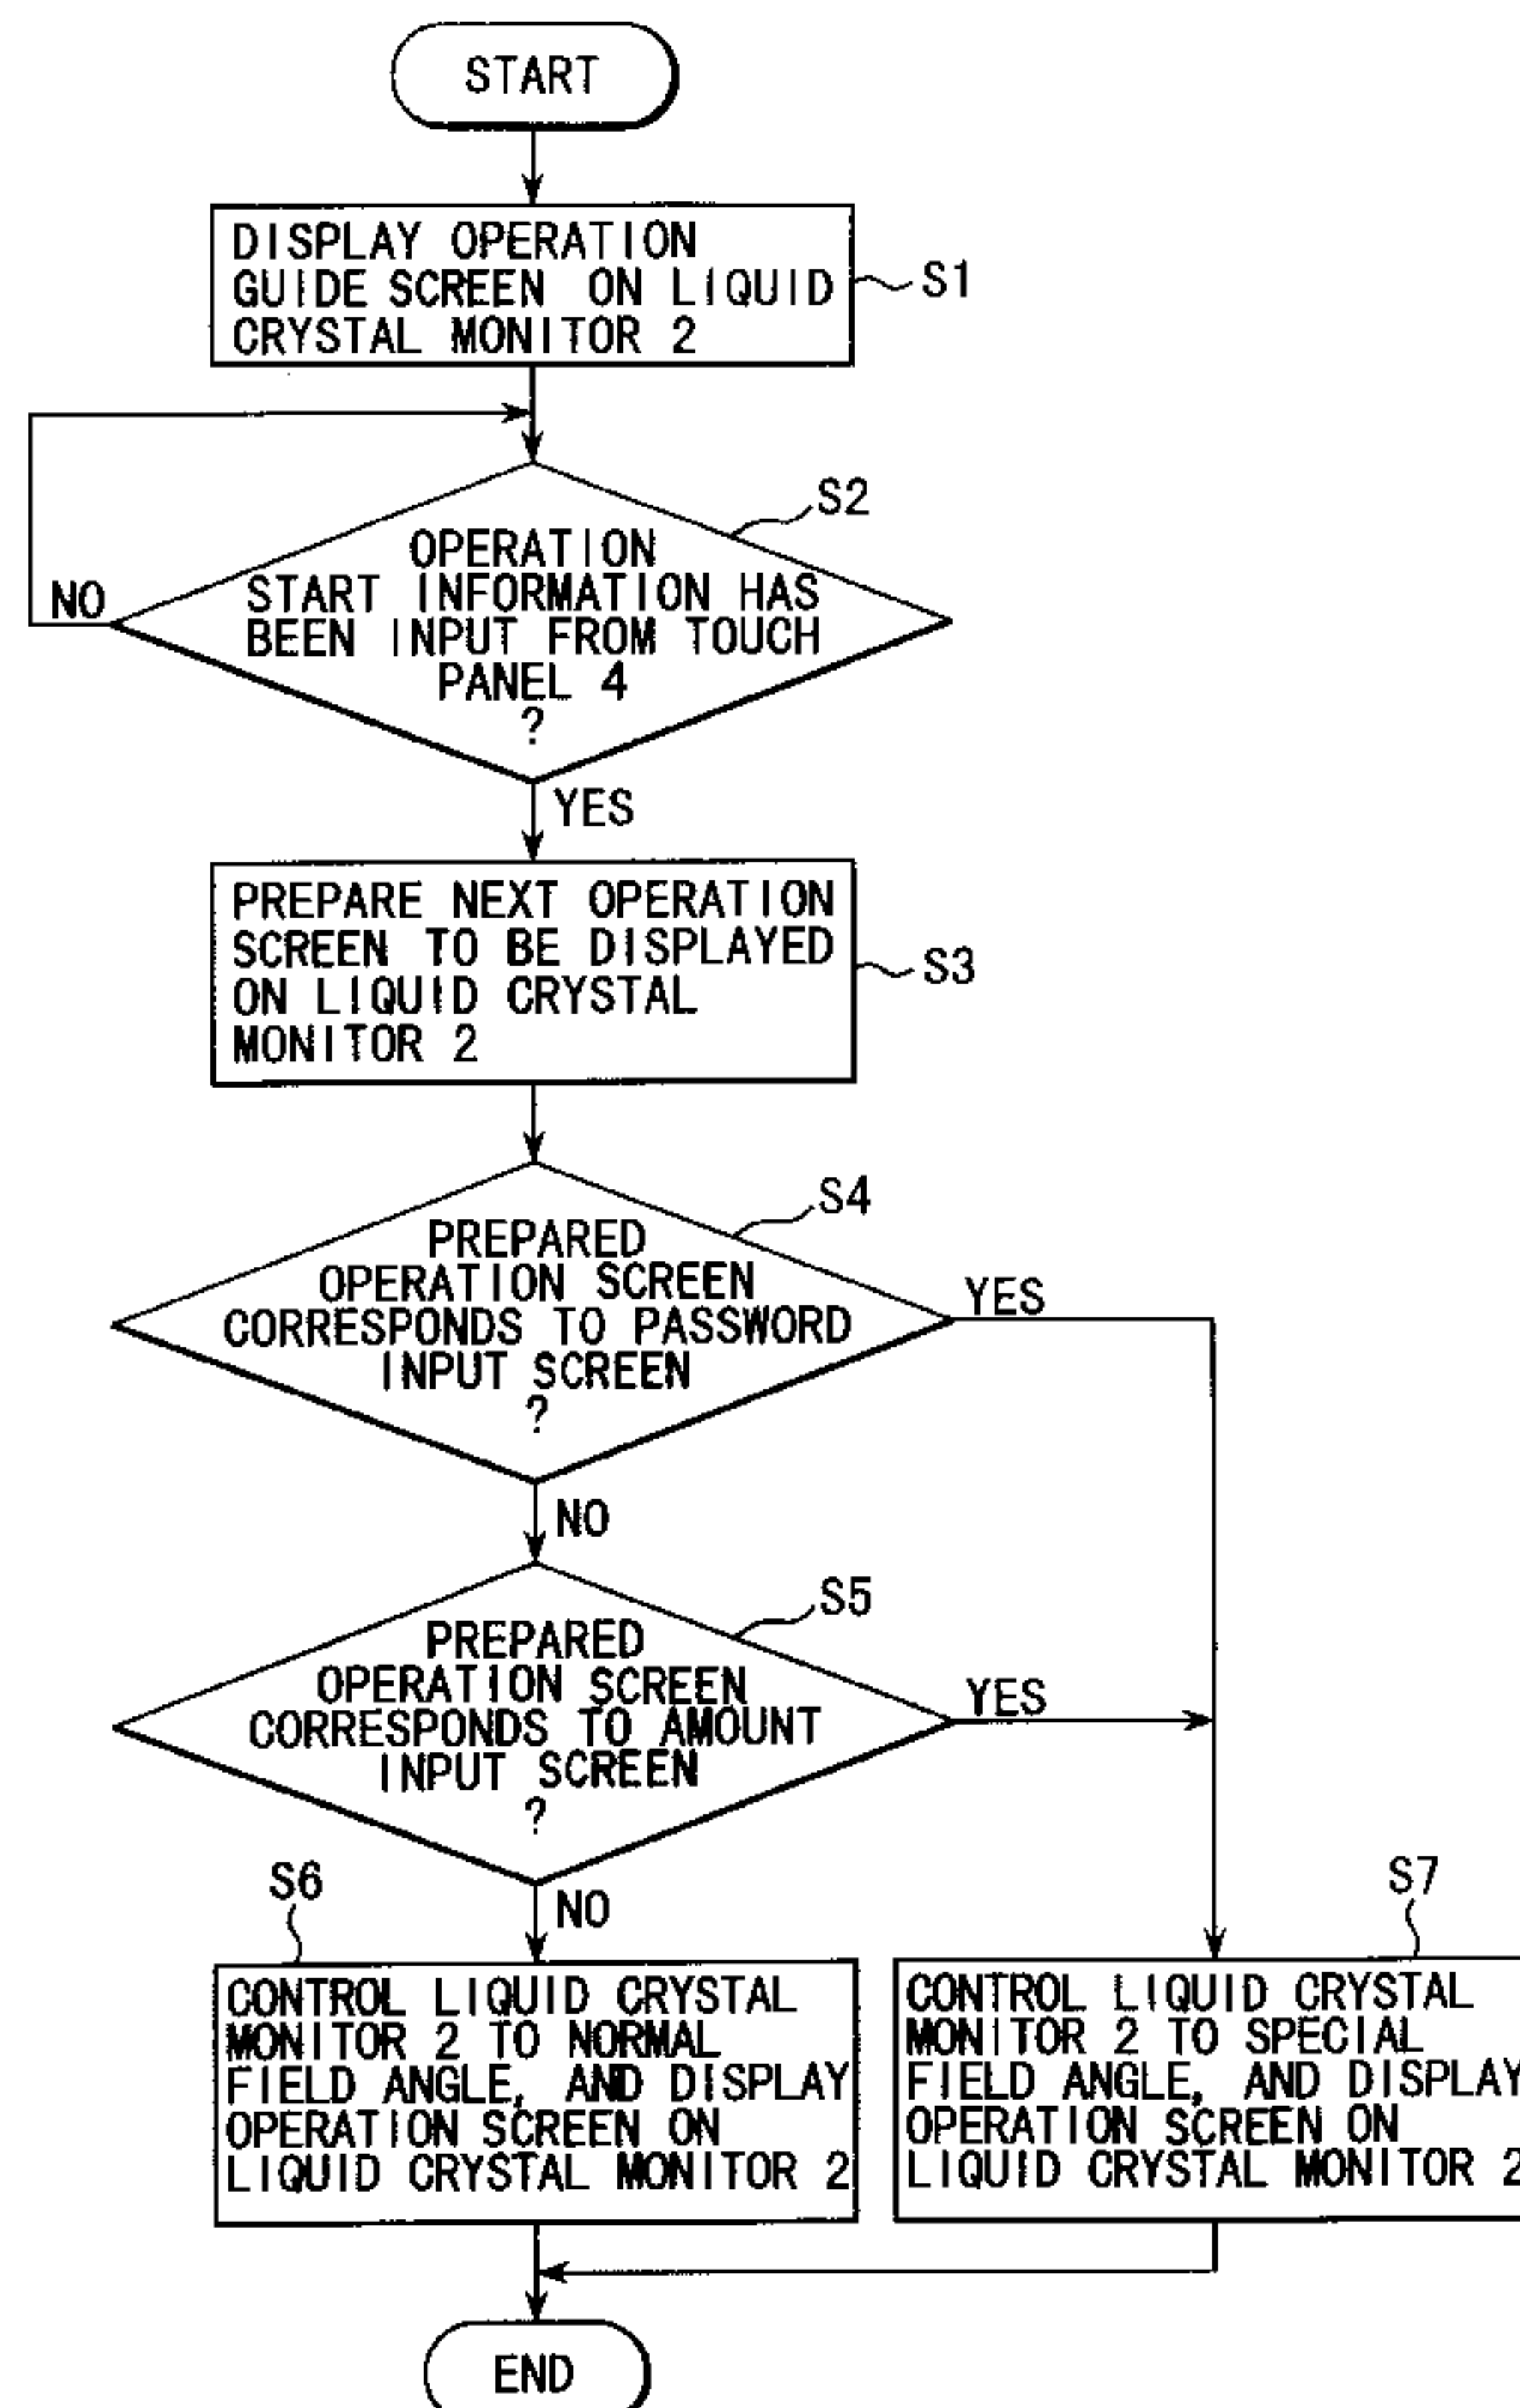 START
DISPLAY OPERATION
GUIDE SCREEN ON LIQUID
CRYSTAL MONITOR 2
S1
S2
OPERATION
START INFORMATION HAS
BEEN INPUT FROM TOUCH
PANEL 4
?
NO
YES
PREPARE NEXT OPERATION
SCREEN TO BE DISPLAYED
ON LIQUID CRYSTAL
MONITOR 2
S3
S4
PREPARED
OPERATION SCREEN
CORRESPONDS TO PASSWORD
INPUT SCREEN
?
YES
NO
S5
PREPARED
OPERATION SCREEN
CORRESPONDS TO AMOUNT
INPUT SCREEN
?
YES
NO
S6
CONTROL LIQUID CRYSTAL
MONITOR 2 TO NORMAL
FIELD ANGLE, AND DISPLAY
OPERATION SCREEN ON
LIQUID CRYSTAL MONITOR 2
S7
CONTROL LIQUID CRYSTAL
MONITOR 2 TO SPECIAL
FIELD ANGLE, AND DISPLAY
OPERATION SCREEN ON
LIQUID CRYSTAL MONITOR 2
END